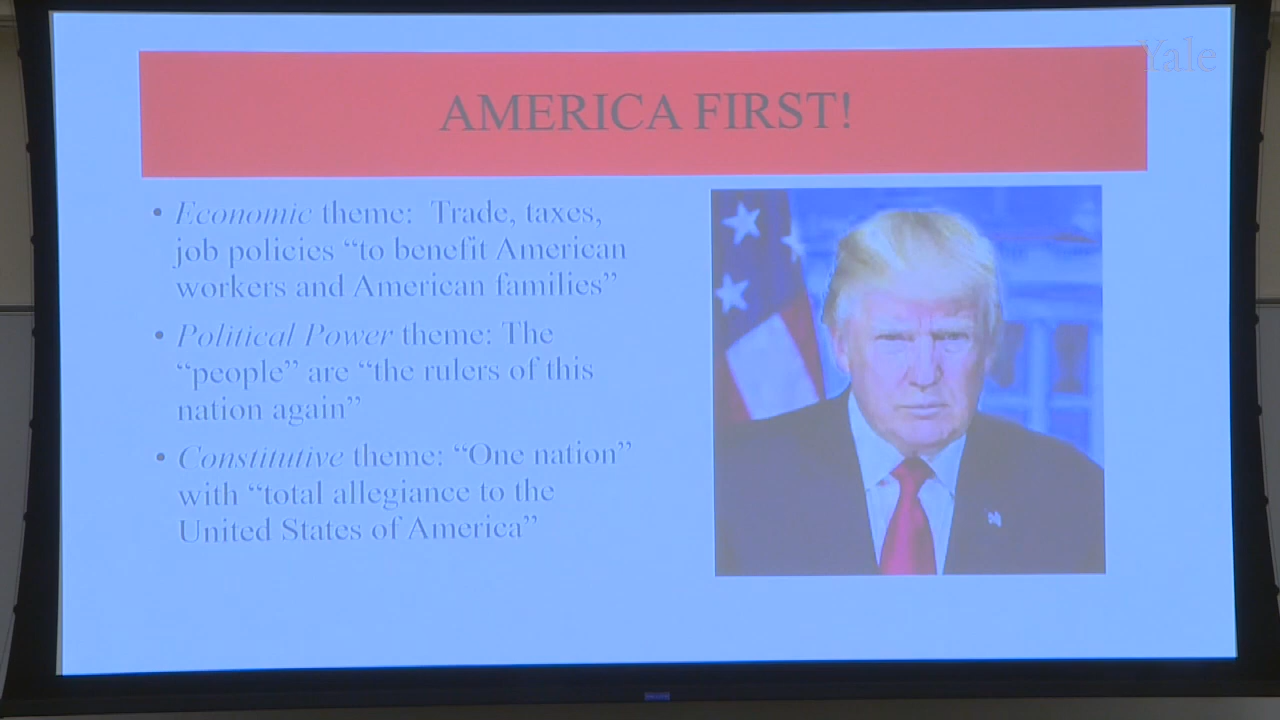 Yale
AMERICA FIRST!
• Economic theme: Trade, taxes,
job policies “to benefit American
workers and American families”
• Political Power theme: The
“people” are “the rulers of this
nation again”
• Constitutive theme: “One nation”
with “total allegiance to the
United States of America”